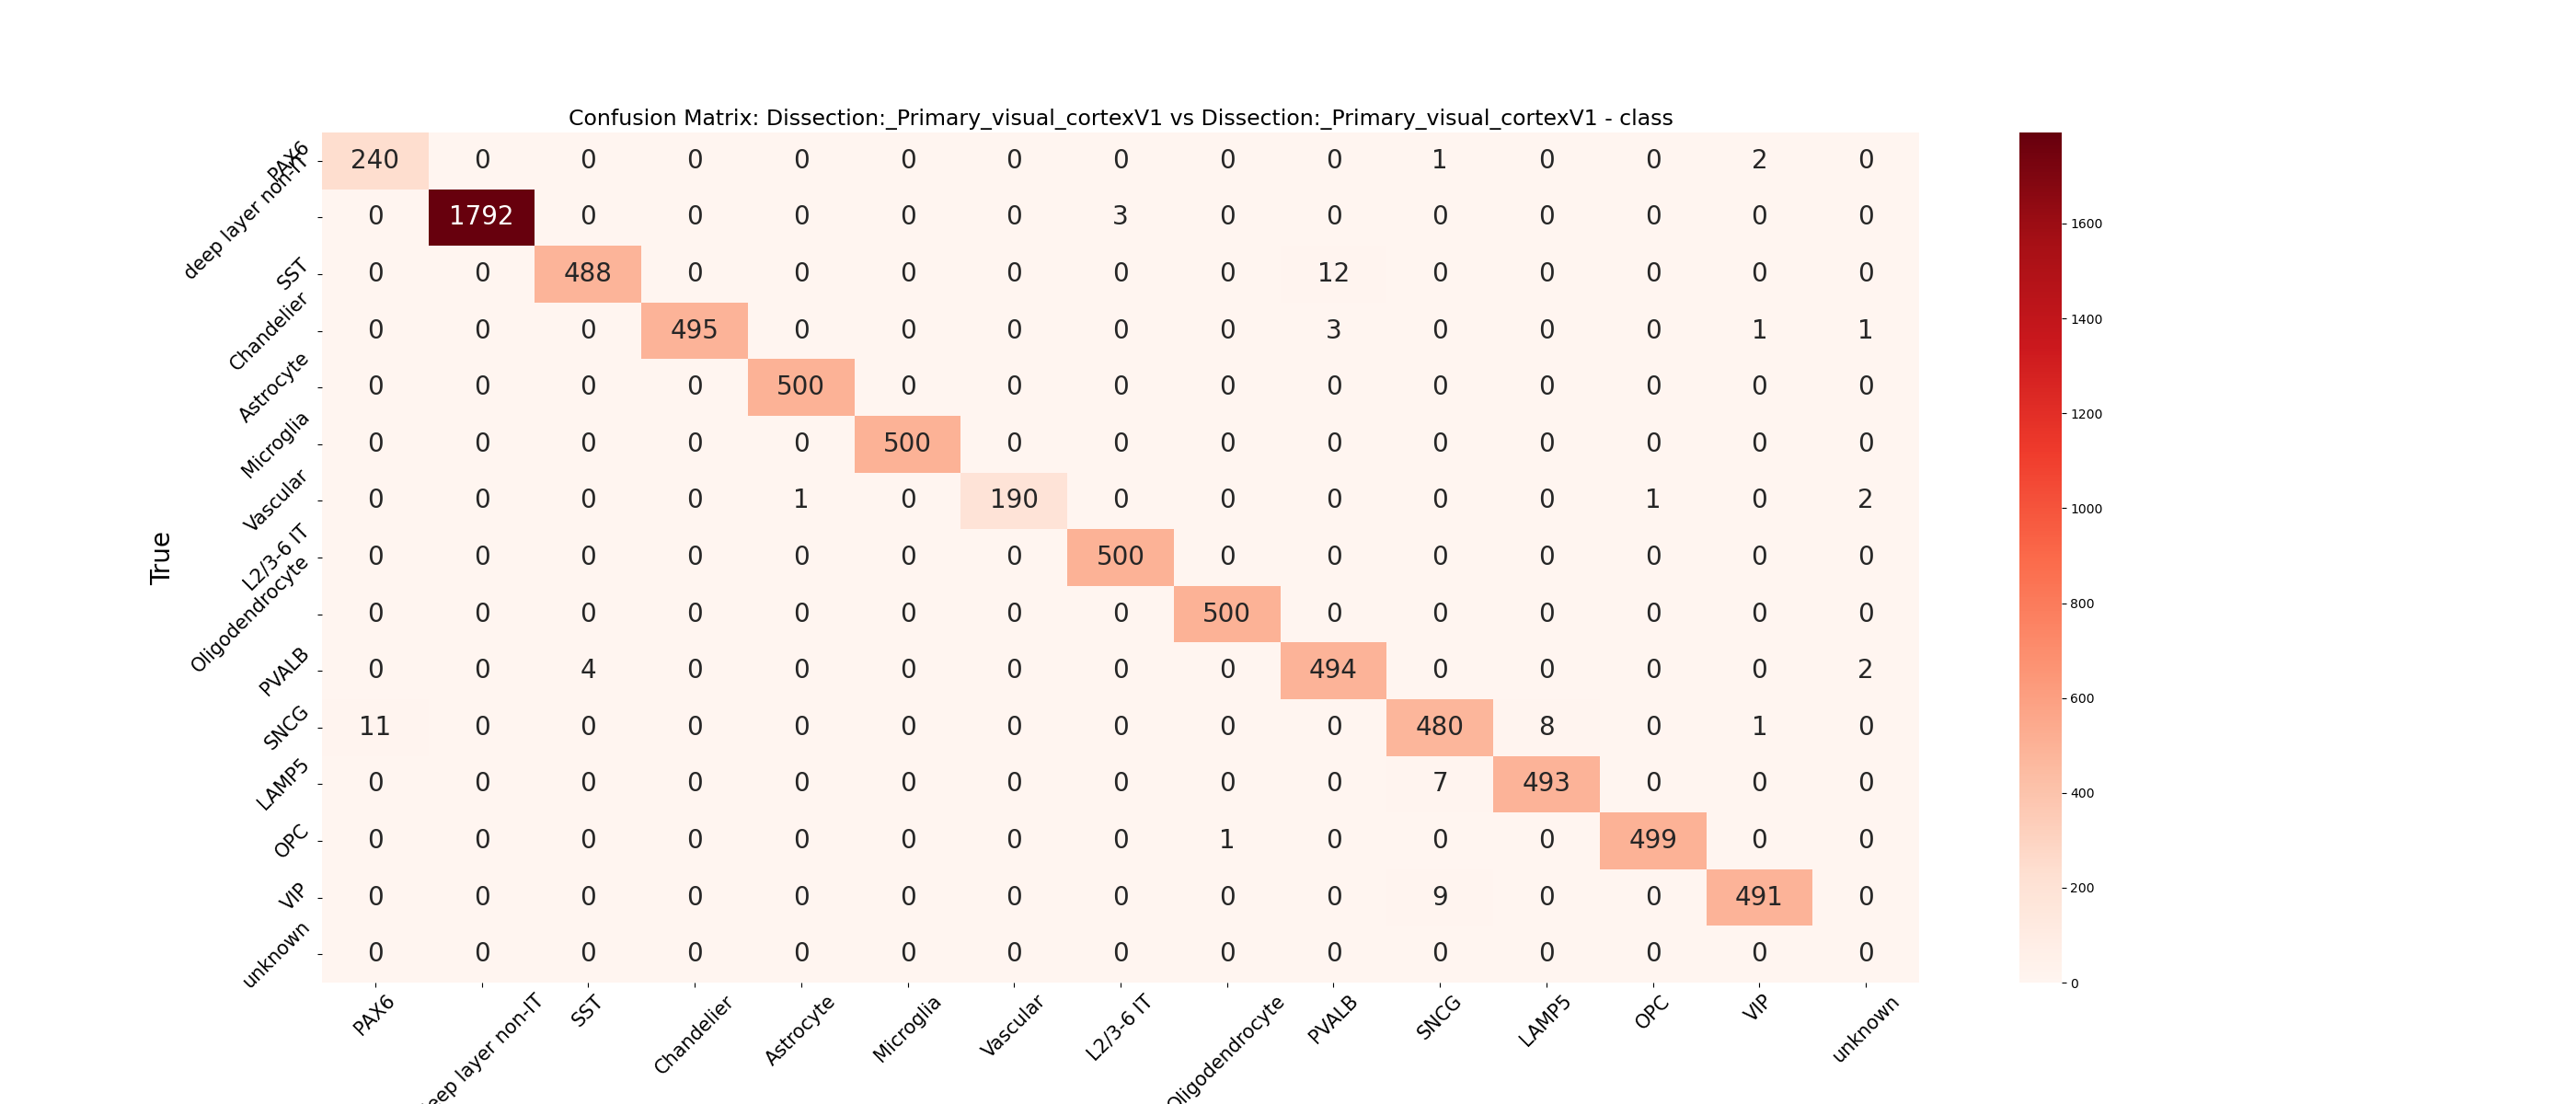 Confusion Matrix: Dissection:_Primary_visual_cortexV1 vs Dissection:_Primary_visual_cortexV1 - class
PAX6 240 0 0 0 0 0 0 0 0 0 1 0 0 2 0
deep layer non-IT 0 1792 0 0 0 0 0 3 0 0 0 0 0 0 0
SST 0 0 488 0 0 0 0 0 0 12 0 0 0 0 0
Chandelier 0 0 0 495 0 0 0 0 0 3 0 0 0 1 1
Astrocyte 0 0 0 0 500 0 0 0 0 0 0 0 0 0 0
Microglia 0 0 0 0 0 500 0 0 0 0 0 0 0 0 0
Vascular 0 0 0 0 1 0 190 0 0 0 0 0 1 0 2
L2/3-6 IT 0 0 0 0 0 0 0 500 0 0 0 0 0 0 0
Oligodendrocyte 0 0 0 0 0 0 0 0 500 0 0 0 0 0 0
PVALB 0 0 4 0 0 0 0 0 0 494 0 0 0 0 2
SNCG 11 0 0 0 0 0 0 0 0 0 480 8 0 1 0
LAMP5 0 0 0 0 0 0 0 0 0 0 7 493 0 0 0
OPC 0 0 0 0 0 0 0 0 1 0 0 0 499 0 0
VIP 0 0 0 0 0 0 0 0 0 0 9 0 0 491 0
unknown 0 0 0 0 0 0 0 0 0 0 0 0 0 0 0
True
PAX6 deep layer non-IT SST Chandelier Astrocyte Microglia Vascular L2/3-6 IT Oligodendrocyte PVALB SNCG LAMP5 OPC VIP unknown
1600
1400
1200
1000
800
600
400
200
0